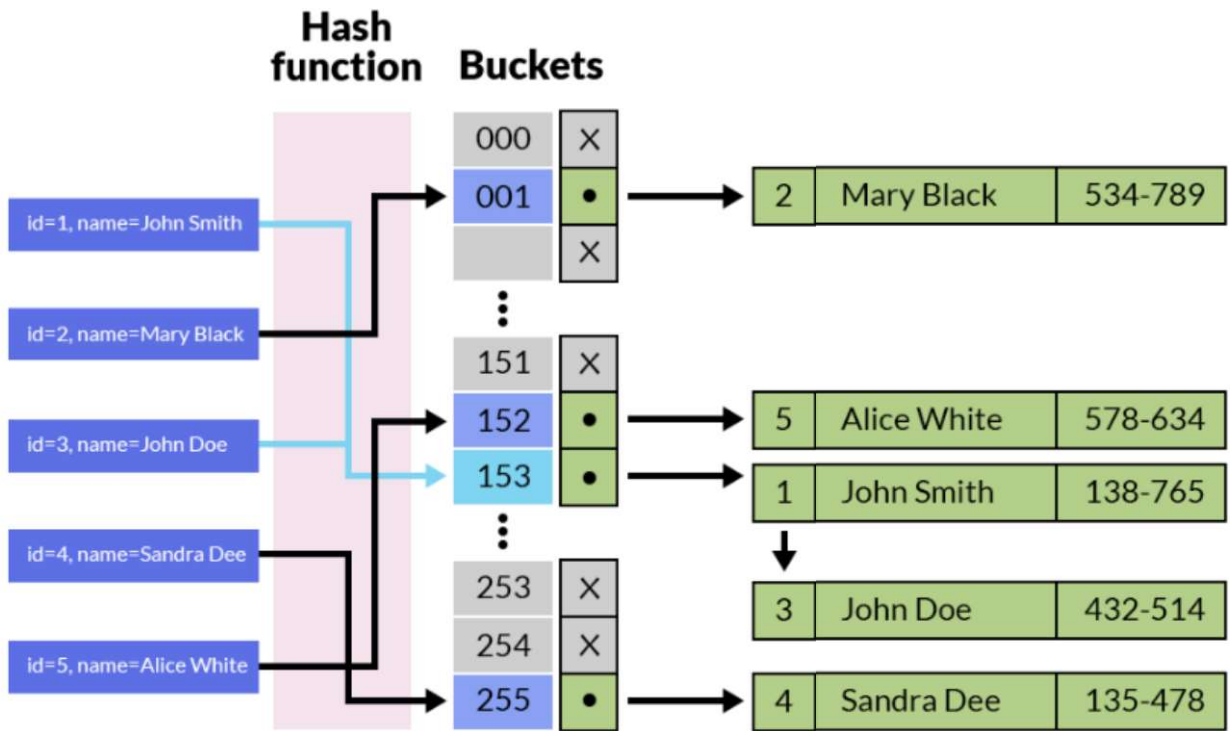 Hash
function
Buckets
id=1, name=John Smith
id=2, name=Mary Black
id=3, name=John Doe
id=4, name=Sandra Dee
id=5, name=Alice White
000 X
001
X
151 X
152
153
253 X
254 X
255
2 Mary Black 534-789
5 Alice White 578-634
1 John Smith 138-765
3 John Doe 432-514
4 Sandra Dee 135-478